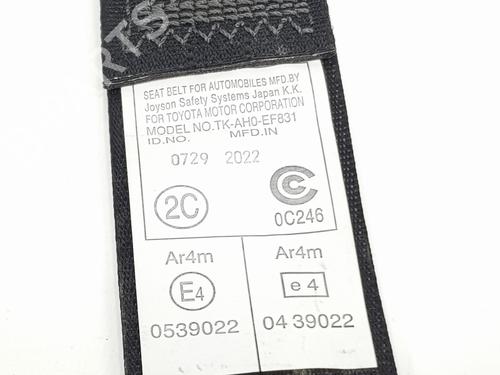 SEAT BELT FOR AUTOMOBILES MFD.BY
Joyson Safety Systems Japan K.K.
FOR TOYOTA MOTOR CORPORATION
MODEL NO.TK-AH0-EF831
ID.NO. MFD.IN
0729 2022
2C
0C246
Ar4m
E4
0539022
Ar4m
e 4
04 39022